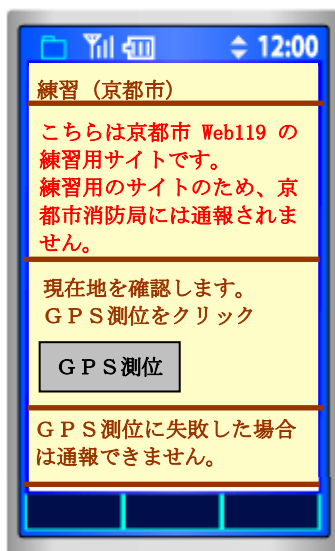 12:00
練習（京都市）
こちらは京都市 Web119 の
練習用サイトです。
練習用のサイトのため、京
都市消防局には通報されま
せん。
現在地を確認します。
ＧＰＳ測位をクリック
ＧＰＳ測位
ＧＰＳ測位に失敗した場合
は通報できません。